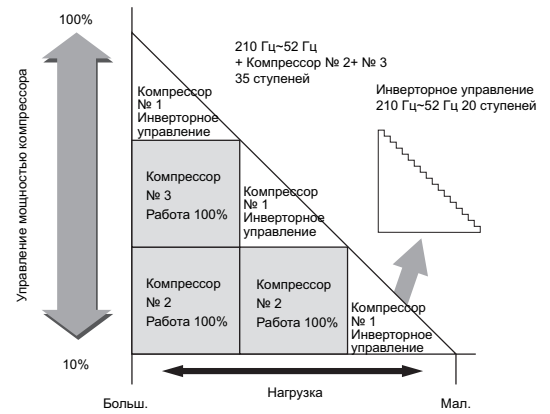 100%
210 Гц~52 Гц
+ Компрессор № 2+ № 3
35 ступеней
Инверторное управление
210 Гц~52 Гц 20 ступеней
Управление мощностью компрессора
Компрессор
№ 1
Инверторное
управление
Компрессор
№ 3
Работа 100%
Компрессор
№ 1
Инверторное
управление
Компрессор
№ 2
Работа 100%
Компрессор
№ 2
Работа 100%
Компрессор
№ 1
Инверторное
управление
10%
Нагрузка
Больш.
Мал.